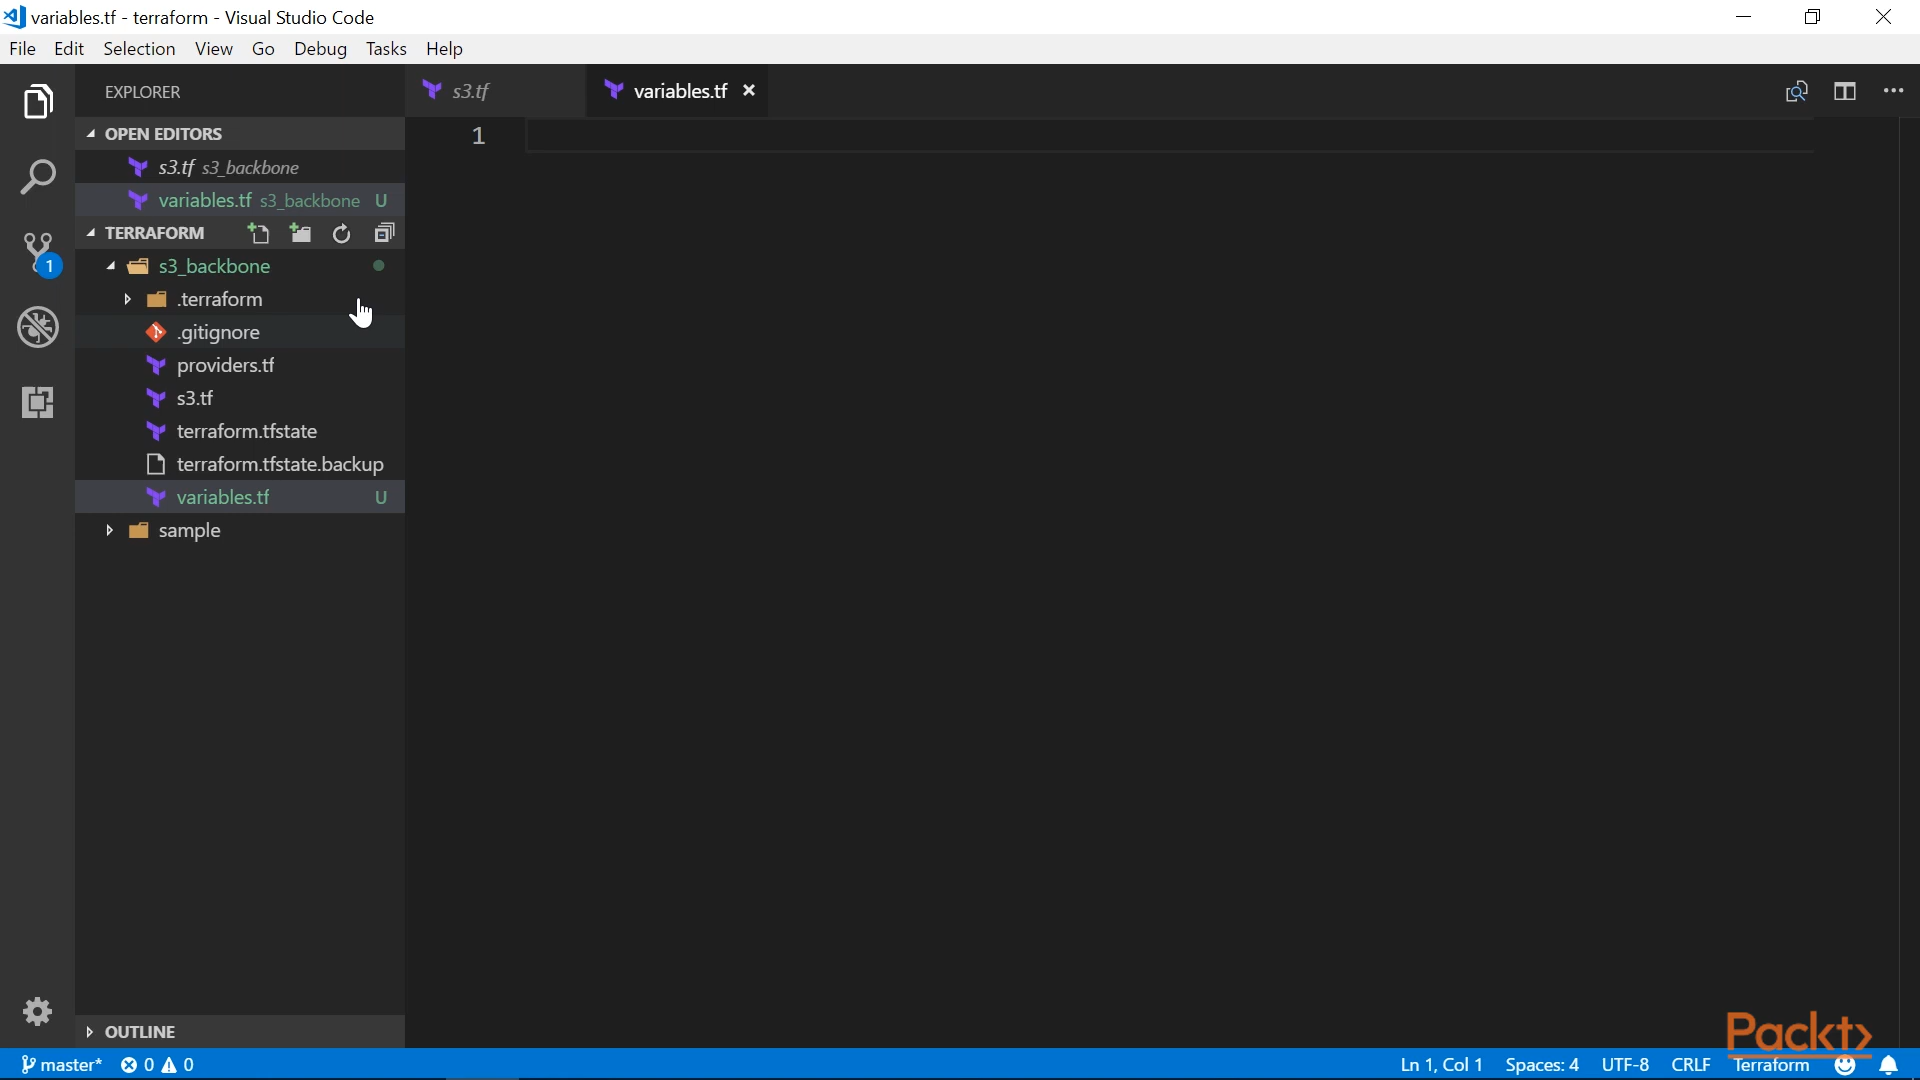 variables.tf - terraform - Visual Studio Code
File Edit Selection View Go Debug Tasks Help
EXPLORER
s3.tf
variables.tf
OPEN EDITORS
1
s3.tf s3_backbone
variables.tf s3_backbone U
TERRAFORM
1
s3_backbone
.terraform
.gitignore
providers.tf
s3.tf
terraform.tfstate
terraform.tfstate.backup
variables.tf U
sample
OUTLINE
Packt
master* 0 0 Ln 1, Col 1 Spaces: 4 UTF-8 CRLF Terraform